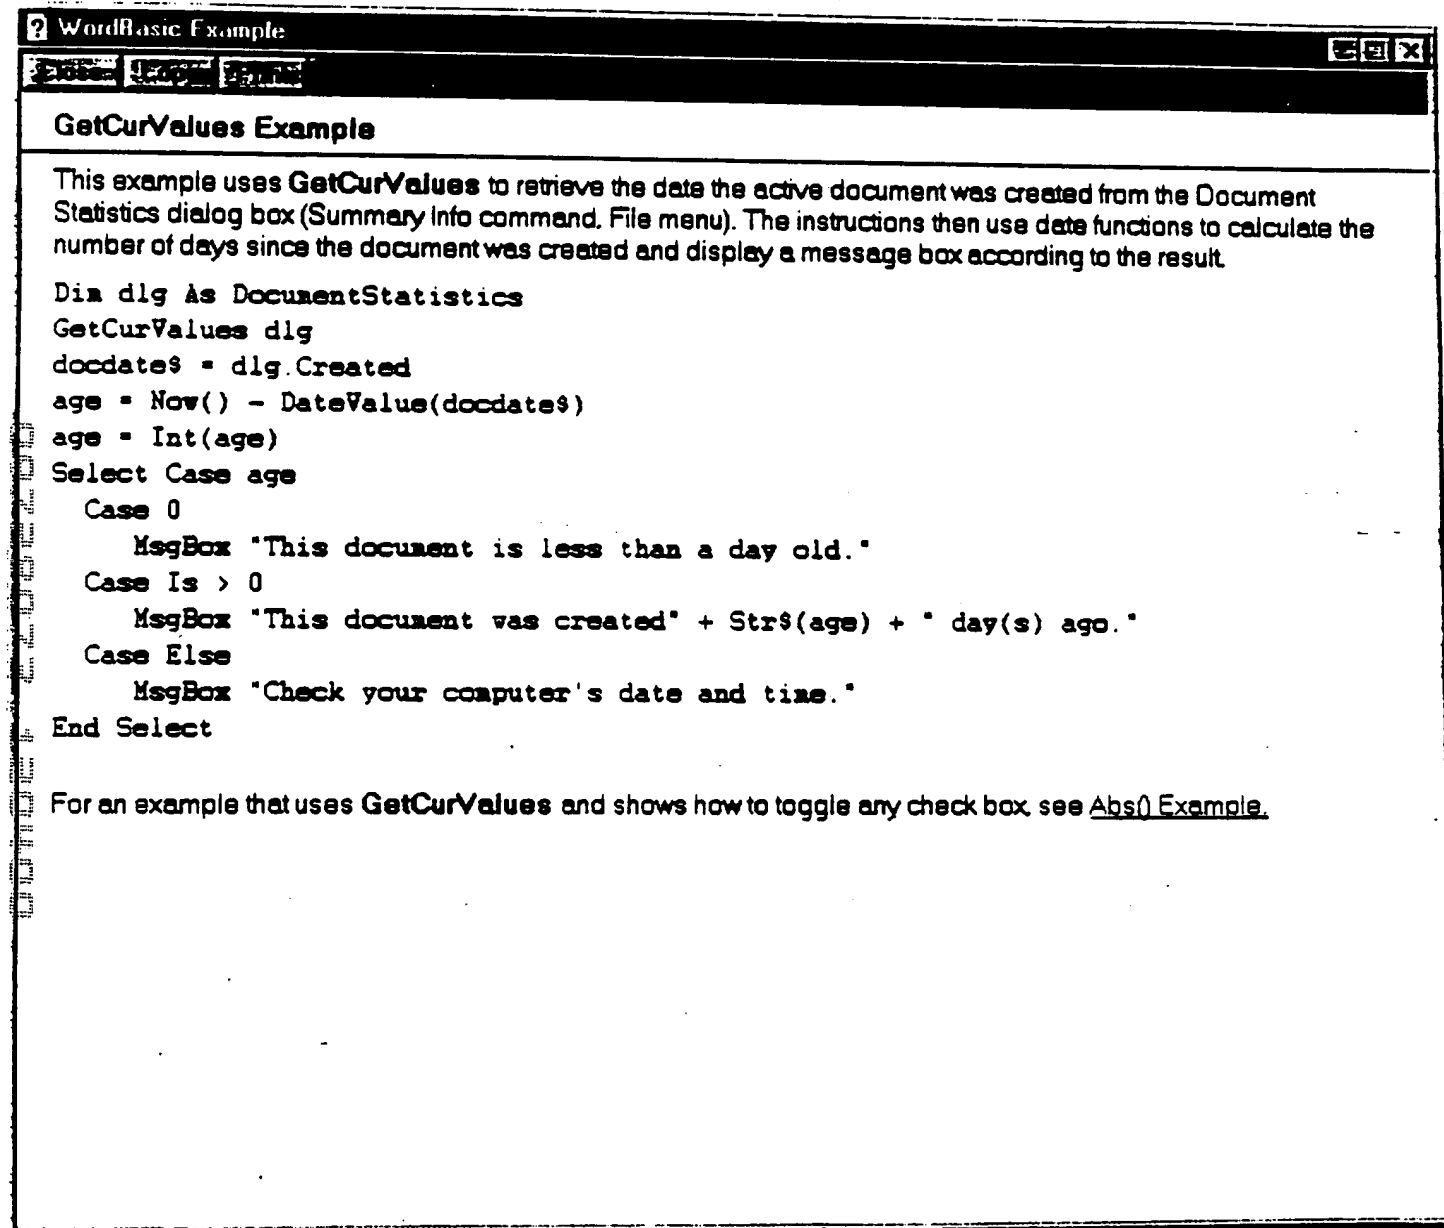 WordBasic Example
Close Copy Print
GetCurValues Example
This example uses GetCurValues to retrieve the date the active document was created from the Document
Statistics dialog box (Summary Info command, File menu). The instructions then use date functions to calculate the
number of days since the document was created and display a message box according to the result.
Dim dlg As DocumentStatistics
GetCurValues dlg
docdate$ = dlg.Created
age = Now() - DateValue(docdate$)
age = Int(age)
Select Case age
Case 0
MsgBox "This document is less than a day old."
Case Is > 0
MsgBox "This document was created" + Str$(age) + " day(s) ago."
Case Else
MsgBox "Check your computer's date and time."
End Select
For an example that uses GetCurValues and shows how to toggle any check box, see Abs() Example.